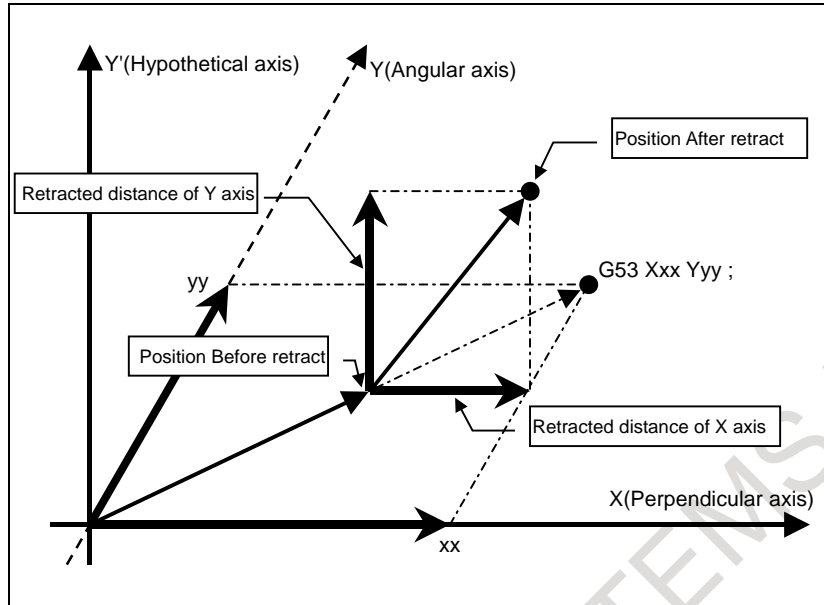 Y'(Hypothetical axis)
Y(Angular axis)
Position After retract
Retracted distance of Y axis
G53 Xxx Yyy ;
yy
Position Before retract
Retracted distance of X axis
X(Perpendicular axis)
xx
TEMS